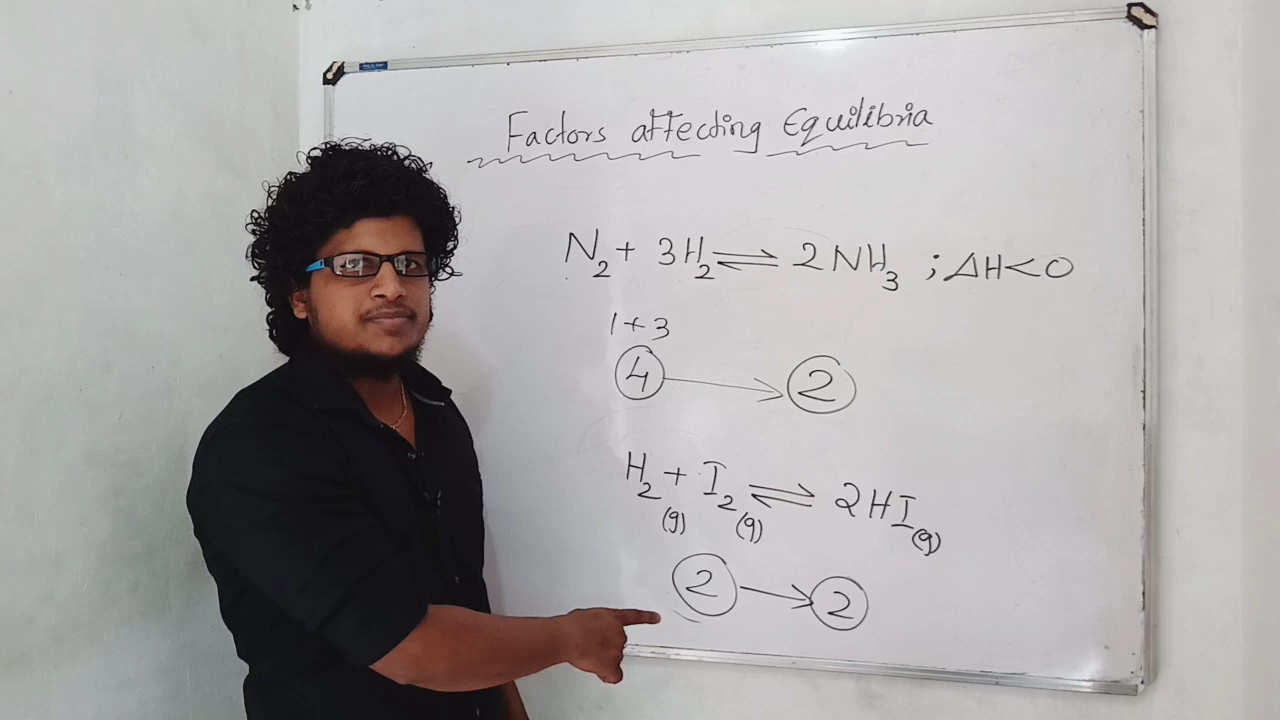 Factors affecting Equilibria
N₂ + 3H₂ ⇌ 2NH₃ ; ΔH<0
1+3
4 → 2
H₂(g) + I₂(g) ⇌ 2HI(g)
2 → 2